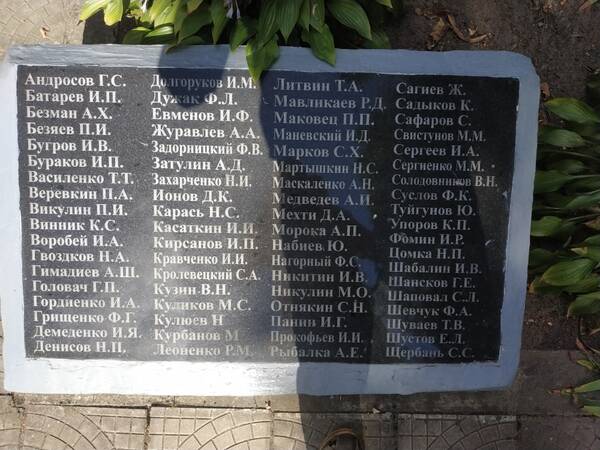 Андросов Г.С.
Батарев И.П.
Безман А.Х.
Безяев П.И.
Бугров И.В.
Бураков И.П.
Василенко Т.Т.
Веревкин П.А.
Викулин П.И.
Винник К.С.
Воробей И.А.
Гвоздков Н.А.
Гимадиев А.Ш.
Головач Г.П.
Гордиенко И.А.
Грищенко Ф.Г.
Демеденко И.Я.
Денисов Н.П.
Долгоруков И.М.
Дужак Ф.Л.
Евменов И.Ф.
Журавлев А.А.
Задорницкий Ф.В.
Затулин А.Д.
Захарченко Н.И.
Ионов Д.К.
Карась Н.С.
Касаткин И.И.
Кирсанов И.П.
Кравченко И.И.
Кролевецкий С.А.
Кузин В.Н.
Куликов М.С.
Кулюев Н
Курбанов М
Леоненко Р.М.
Литвин Т.А.
Мавликаев Р.Д.
Маковец П.П.
Маневский И.Д.
Марков С.Х.
Мартышкин Н.С.
Маскаленко А.Н.
Медведев А.И.
Мехти Д.А.
Морока А.П.
Набиев Ю.
Нагорный Ф.С.
Никитин И.В.
Никулин М.О.
Отнякин С.Н.
Панин И.Г.
Прокофьев И.И.
Рыбалка А.Е.
Сагиев Ж.
Садыков К.
Сафаров С.
Свистунов М.М.
Сергеев И.А.
Сергиенко М.М.
Солодовников В.Н.
Суслов Ф.К.
Туйгунов Ю.
Упоров К.П.
Фомин И.Р.
Цомка Н.П.
Шабалин И.В.
Шансков Г.Е.
Шаповал С.Л.
Шевчук Ф.А.
Шуваев Т.В.
Шустов Е.Л.
Щербань С.С.